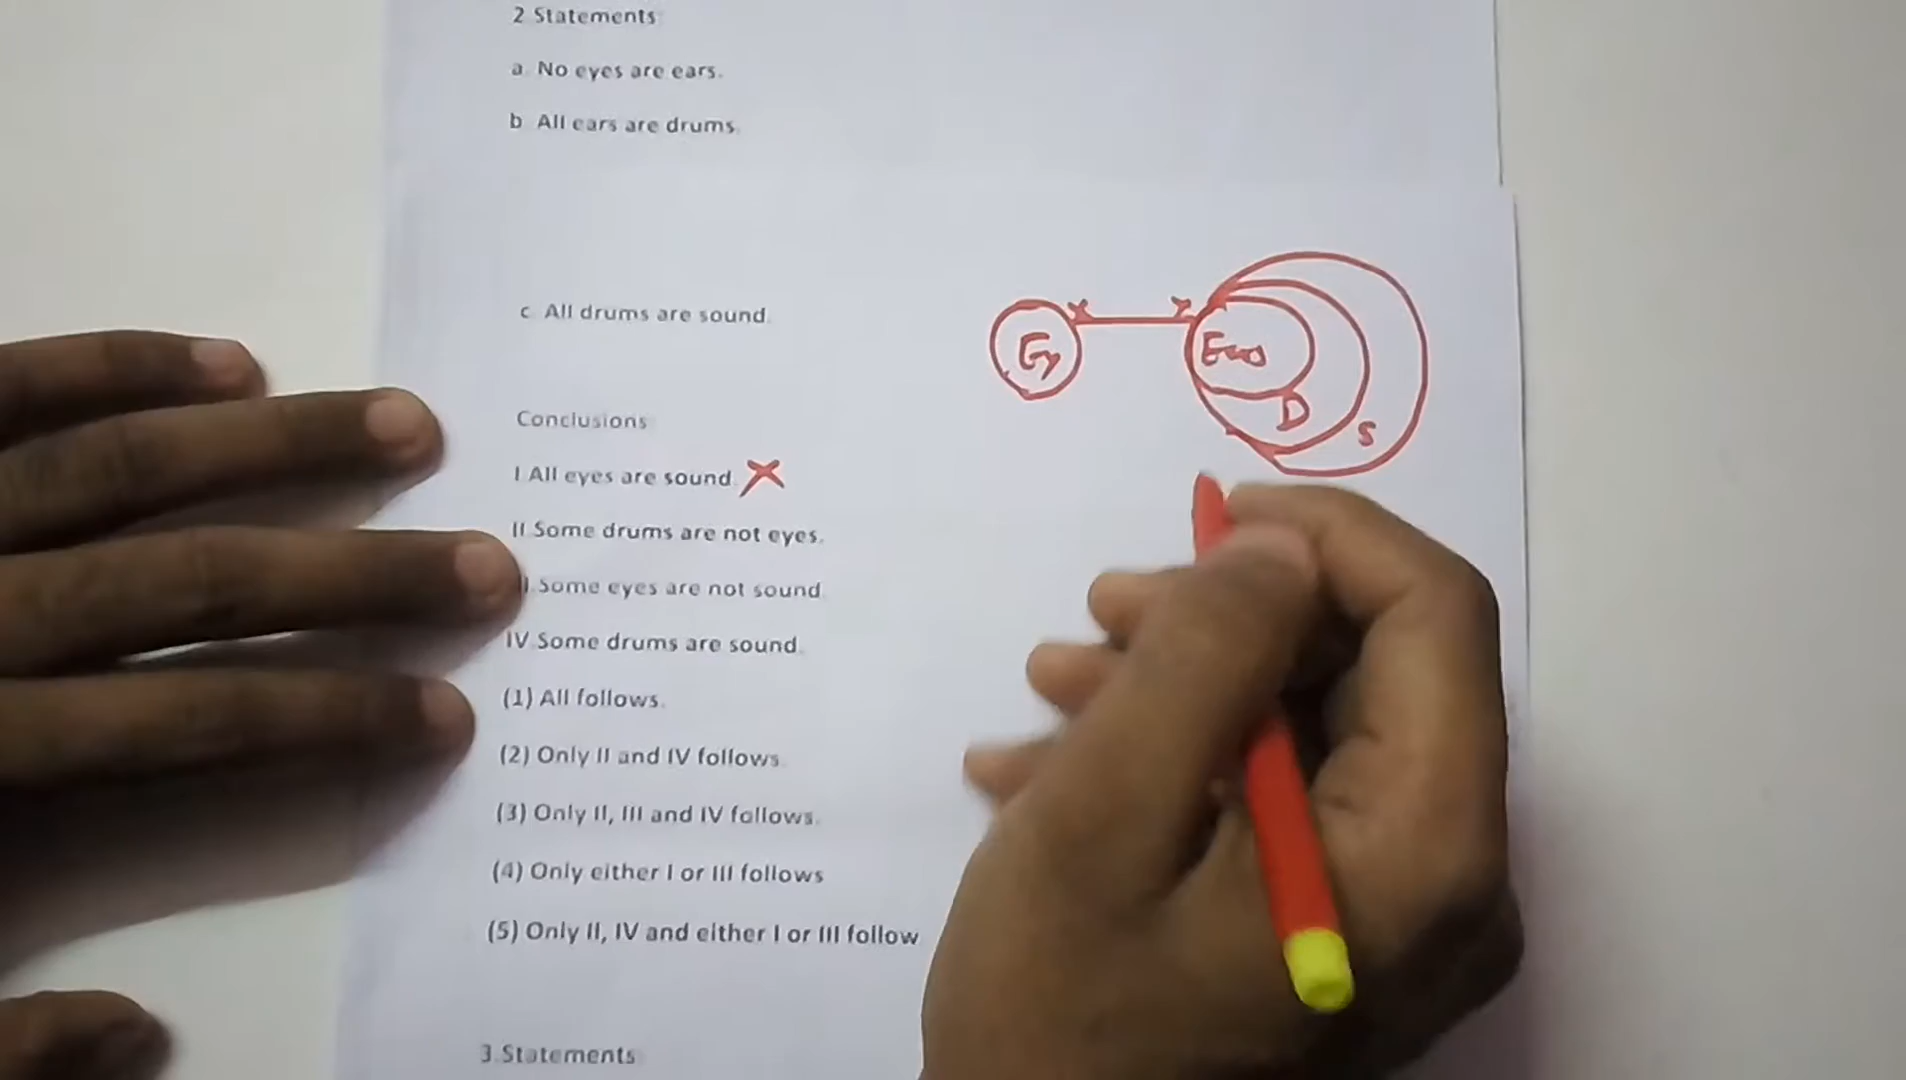 2 Statements
a. No eyes are ears.
b All ears are drums.
c. All drums are sound.
Ey
Ears
D
S
Conclusions
I All eyes are sound.
II.Some drums are not eyes.
.Some eyes are not sound
IV.Some drums are sound.
(1) All follows.
(2) Only II and IV follows.
(3) Only II, III and IV follows.
(4) Only either I or III follows
(5) Only II, IV and either I or III follow
3.Statements